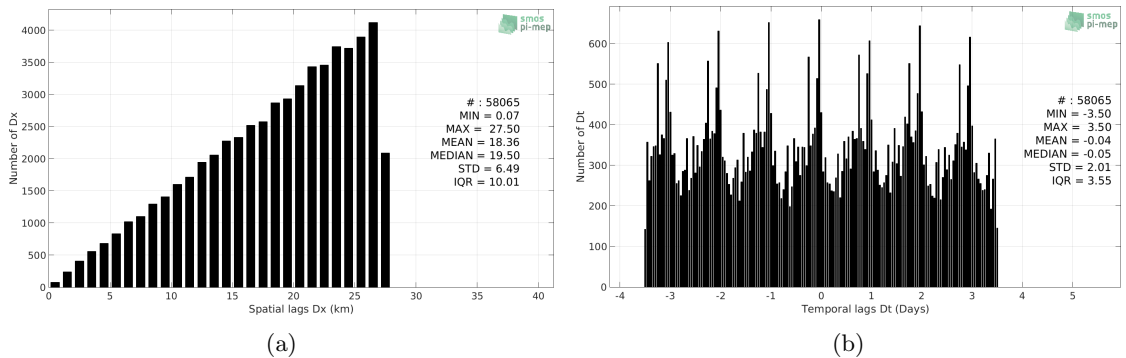 smos
pi-mep
4000
3500
3000
2500
2000
1500
1000
500
0
Number of Dx
# : 58065
MIN = 0.07
MAX = 27.50
MEAN = 18.36
MEDIAN = 19.50
STD = 6.49
IQR = 10.01
0 5 10 15 20 25 30 35 40
Spatial lags Dx (km)
(a)
smos
pi-mep
600
500
400
300
200
100
0
Number of Dt
# : 58065
MIN = -3.50
MAX = 3.50
MEAN = -0.04
MEDIAN = -0.05
STD = 2.01
IQR = 3.55
-4 -3 -2 -1 0 1 2 3 4 5
Temporal lags Dt (Days)
(b)